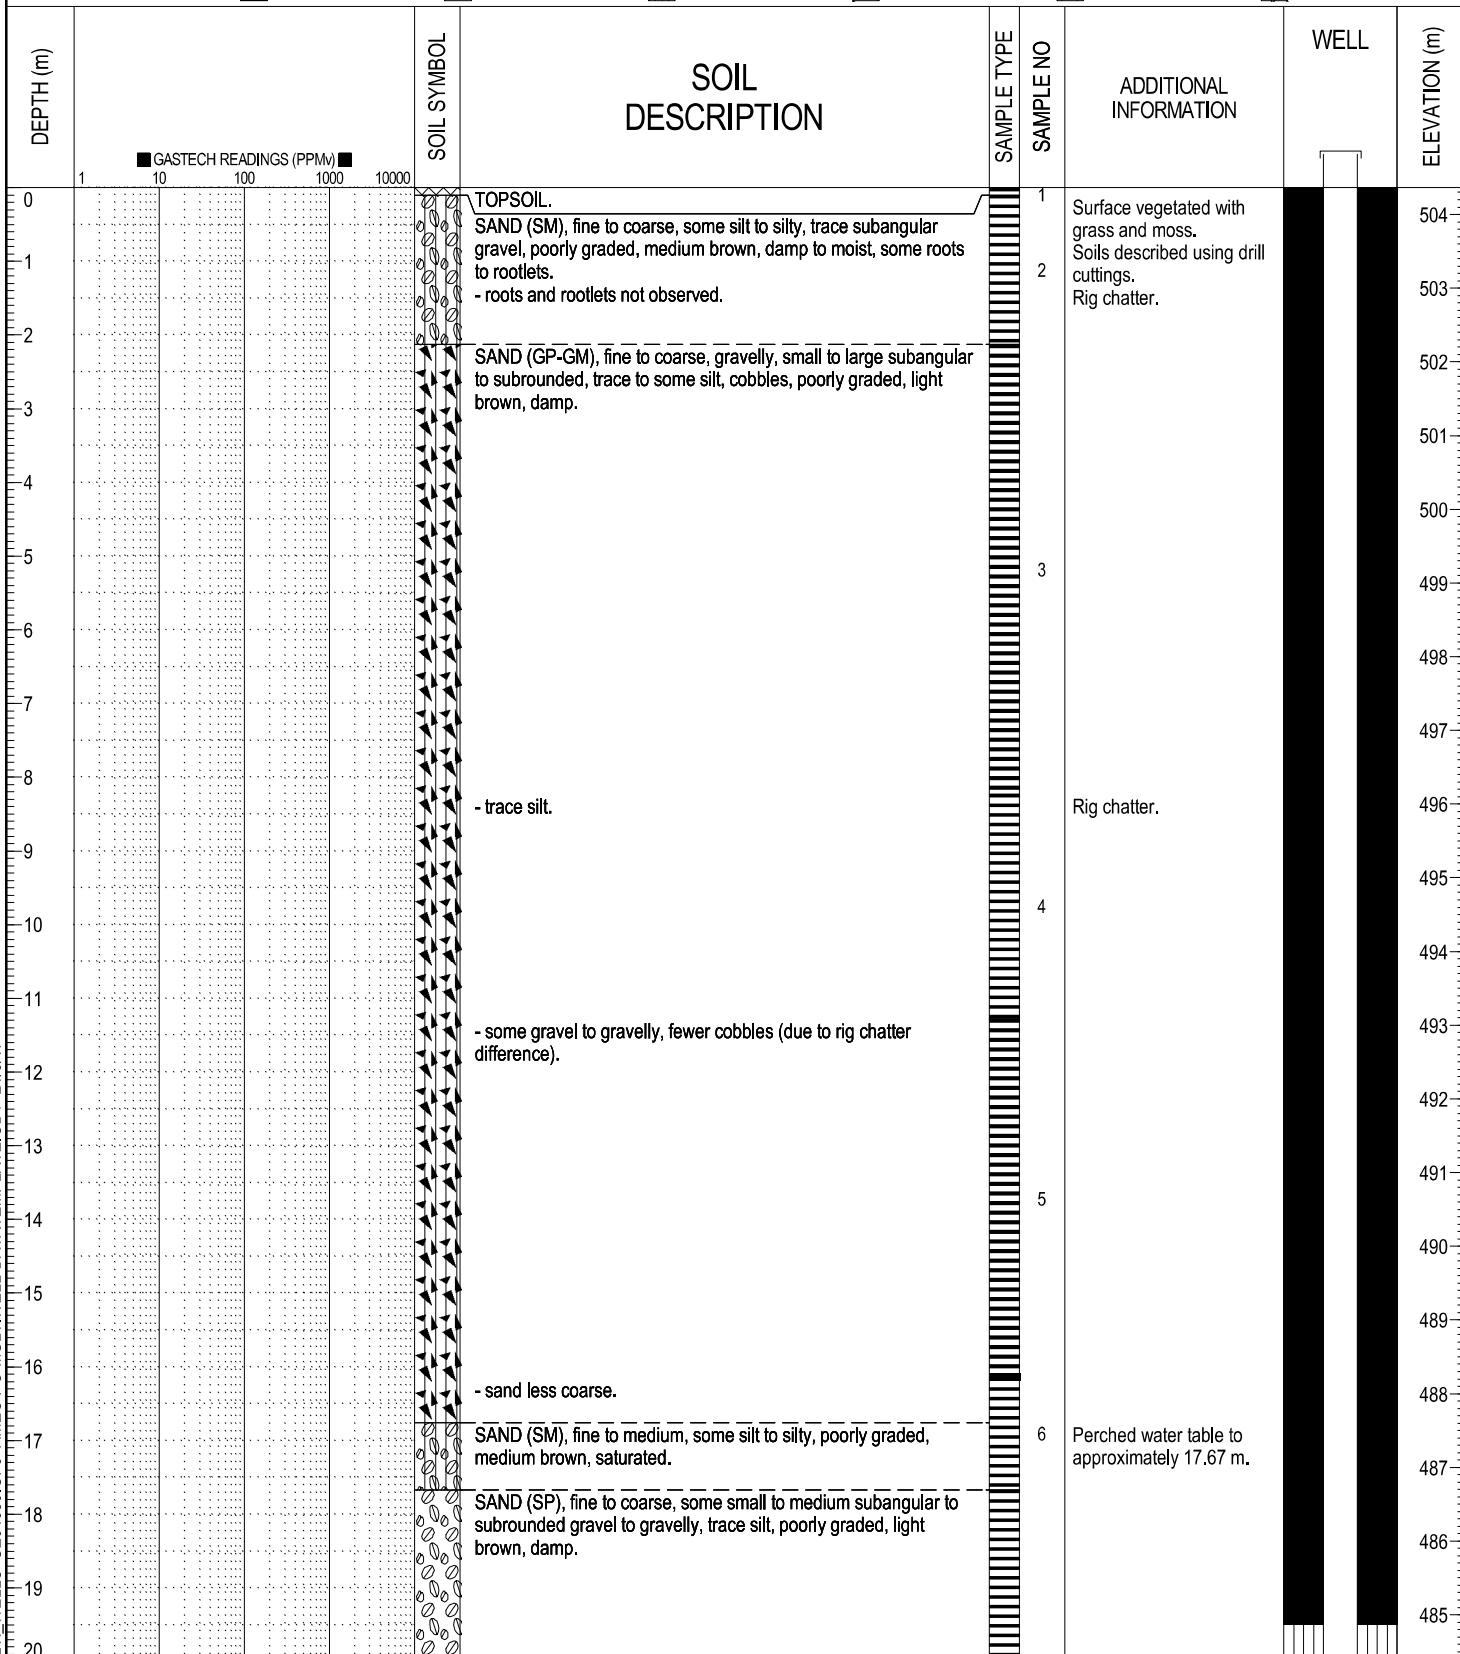 DEPTH (m)
GASTECH READINGS (PPMv)
1 10 100 1000 10000
SOIL SYMBOL
SOIL
DESCRIPTION
SAMPLE TYPE
SAMPLE NO
ADDITIONAL
INFORMATION
WELL
ELEVATION (m)
0
1
2
3
4
5
6
7
8
9
10
11
12
13
14
15
16
17
18
19
20
TOPSOIL.
SAND (SM), fine to coarse, some silt to silty, trace subangular
gravel, poorly graded, medium brown, damp to moist, some roots
to rootlets.
- roots and rootlets not observed.
SAND (GP-GM), fine to coarse, gravelly, small to large subangular
to subrounded, trace to some silt, cobbles, poorly graded, light
brown, damp.
- trace silt.
- some gravel to gravelly, fewer cobbles (due to rig chatter
difference).
- sand less coarse.
SAND (SM), fine to medium, some silt to silty, poorly graded,
medium brown, saturated.
SAND (SP), fine to coarse, some small to medium subangular to
subrounded gravel to gravelly, trace silt, poorly graded, light
brown, damp.
1
2
3
4
5
6
Surface vegetated with
grass and moss.
Soils described using drill
cuttings.
Rig chatter.
Rig chatter.
Perched water table to
approximately 17.67 m.
504
503
502
501
500
499
498
497
496
495
494
493
492
491
490
489
488
487
486
485